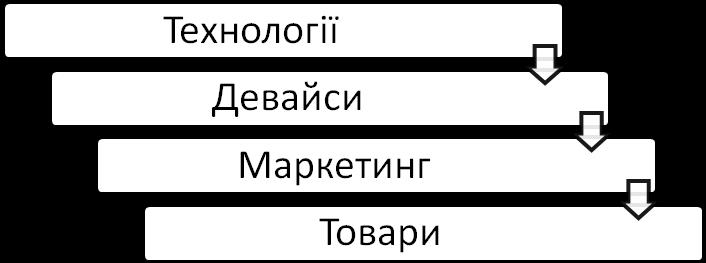 Технології
Девайси
Маркетинг
Товари